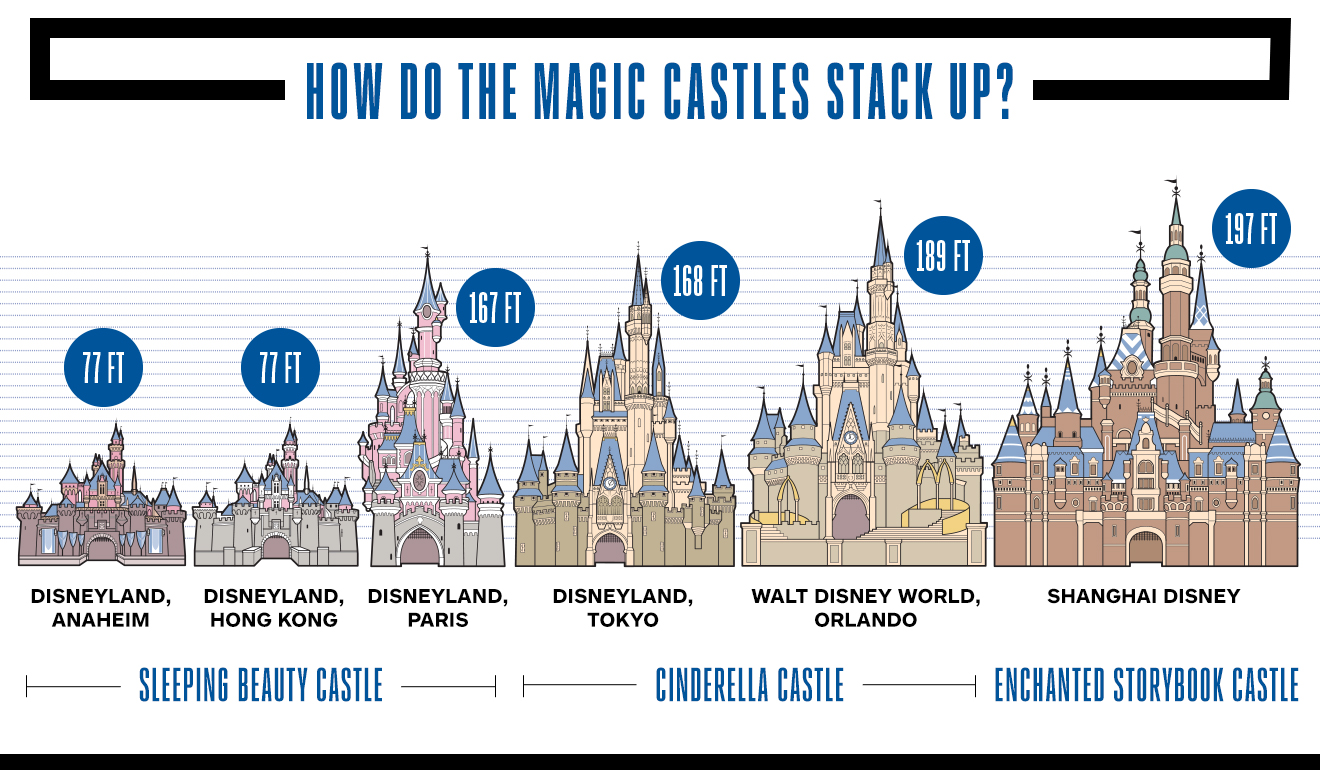 HOW DO THE MAGIC CASTLES STACK UP?
77 FT
77 FT
167 FT
168 FT
189 FT
197 FT
DISNEYLAND,
ANAHEIM
DISNEYLAND,
HONG KONG
DISNEYLAND,
PARIS
DISNEYLAND,
TOKYO
WALT DISNEY WORLD,
ORLANDO
SHANGHAI DISNEY
SLEEPING BEAUTY CASTLE
CINDERELLA CASTLE
ENCHANTED STORYBOOK CASTLE